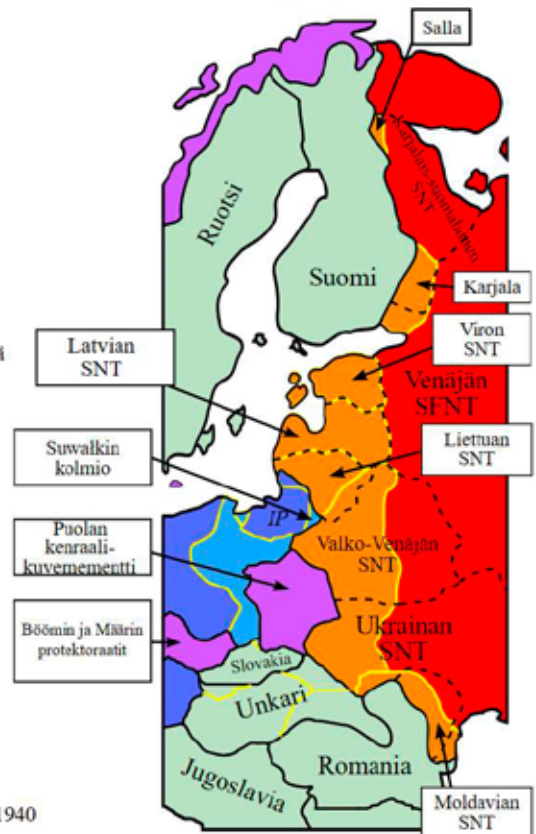 Salla
Ruotsi
Karjalais-suomalainen
SNT
Suomi
Karjala
Latvian
SNT
Viron
SNT
Venäjän
SFNT
Suwałkin
kolmio
Liettuan
SNT
IP
Puolan
kenraali-
kuvernementti
Valko-Venäjän
SNT
Böömin ja Määrin
protektoraatit
Ukrainan
SNT
Slovakia
Unkari
Romania
Jugoslavia
Moldavian
SNT
1940